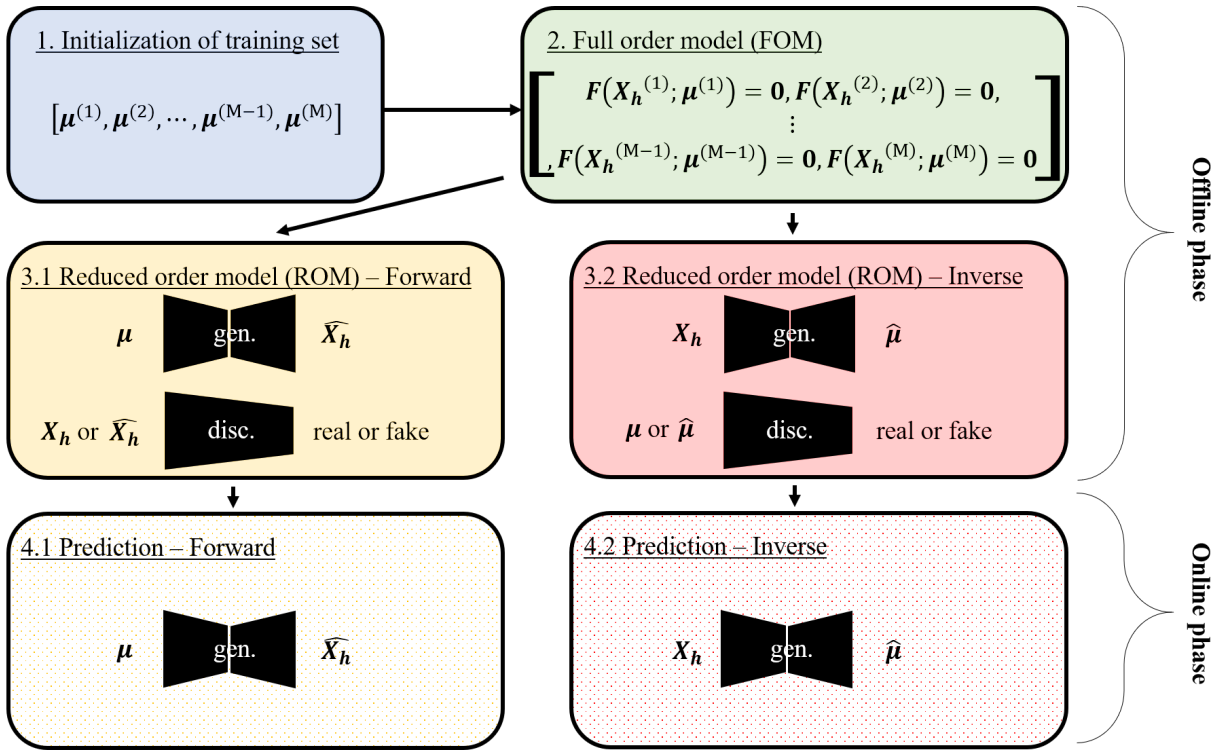 1. Initialization of training set
[μ⁽¹⁾, μ⁽²⁾, ⋯, μ⁽ᴹ⁻¹⁾, μ⁽ᴹ⁾]
2. Full order model (FOM)
[F(X_h⁽¹⁾; μ⁽¹⁾) = 0, F(X_h⁽²⁾; μ⁽²⁾) = 0,
⋮
, F(X_h⁽ᴹ⁻¹⁾; μ⁽ᴹ⁻¹⁾) = 0, F(X_h⁽ᴹ⁾; μ⁽ᴹ⁾) = 0]
3.1 Reduced order model (ROM) – Forward
μ gen. X̂_h
X_h or X̂_h disc. real or fake
3.2 Reduced order model (ROM) – Inverse
X_h gen. μ̂
μ or μ̂ disc. real or fake
Offline phase
4.1 Prediction – Forward
μ gen. X̂_h
4.2 Prediction – Inverse
X_h gen. μ̂
Online phase